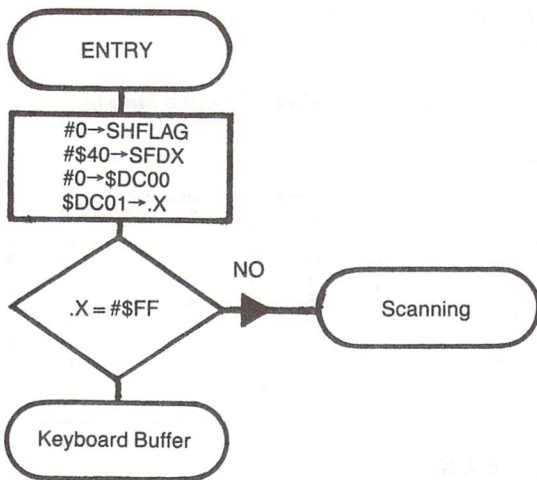 ENTRY
#0→SHFLAG
#$40→SFDX
#0→$DC00
$DC01→.X
.X=#$FF
NO
Scanning
Keyboard Buffer